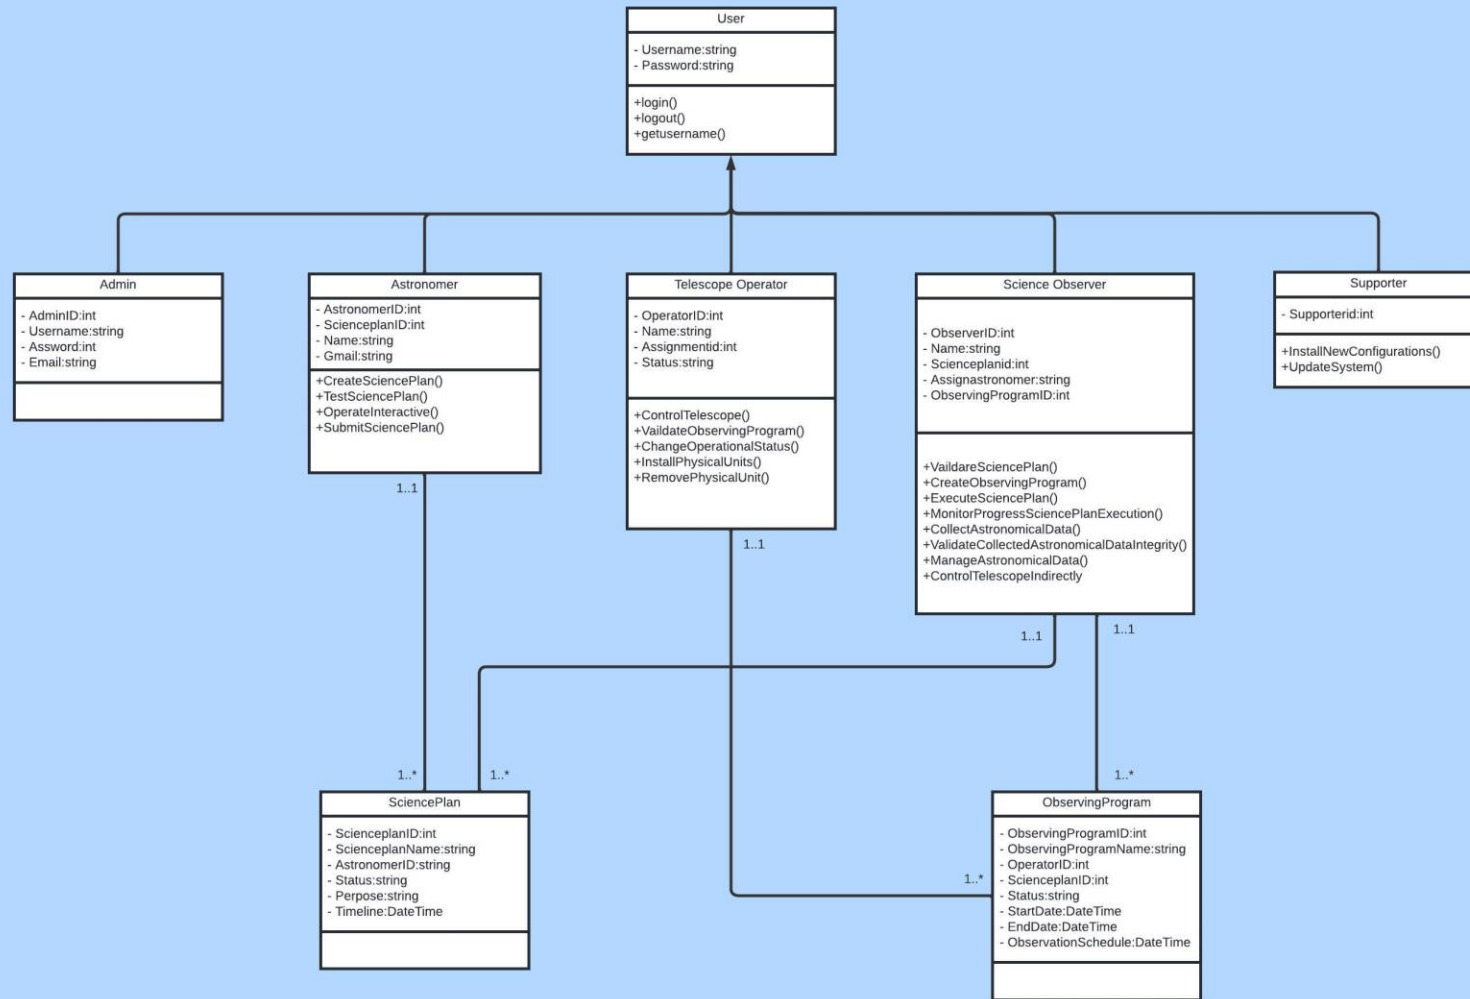 User
- Username:string
- Password:string
+login()
+logout()
+getusername()
Admin
- AdminID:int
- Username:string
- Assword:int
- Email:string
Astronomer
- AstronomerID:int
- ScienceplanID:int
- Name:string
- Gmail:string
+CreateSciencePlan()
+TestSciencePlan()
+OperateInteractive()
+SubmitSciencePlan()
Telescope Operator
- OperatorID:int
- Name:string
- Assignmentid:int
- Status:string
+ControlTelescope()
+VaildateObservingProgram()
+ChangeOperationalStatus()
+InstallPhysicalUnits()
+RemovePhysicalUnit()
Science Observer
- ObserverID:int
- Name:string
- Scienceplanid:int
- Assignastronomer:string
- ObservingProgramID:int
+VaildareSciencePlan()
+CreateObservingProgram()
+ExecuteSciencePlan()
+MonitorProgressSciencePlanExecution()
+CollectAstronomicalData()
+ValidateCollectedAstronomicalDataIntegrity()
+ManageAstronomicalData()
+ControlTelescopeIndirectly
Supporter
- Supporterid:int
+InstallNewConfigurations()
+UpdateSystem()
1..1
1..1
1..1
1..1
1..*
1..*
1..*
1..*
SciencePlan
- ScienceplanID:int
- ScienceplanName:string
- AstronomerID:string
- Status:string
- Perpose:string
- Timeline:DateTime
ObservingProgram
- ObservingProgramID:int
- ObservingProgramName:string
- OperatorID:int
- ScienceplanID:int
- Status:string
- StartDate:DateTime
- EndDate:DateTime
- ObservationSchedule:DateTime